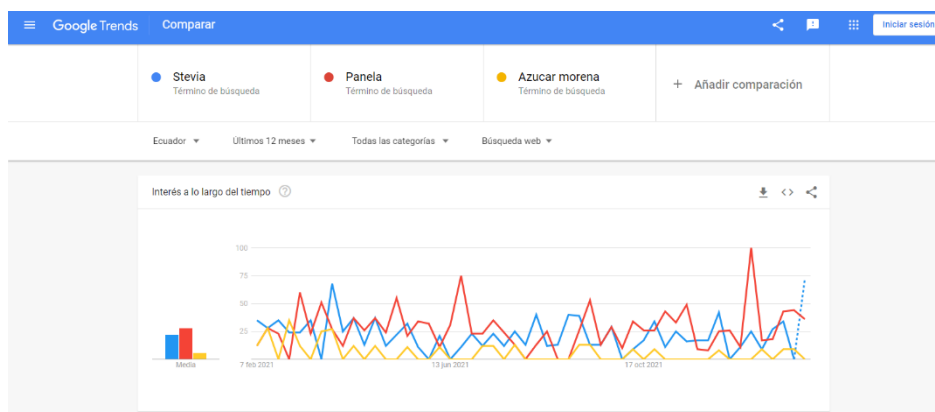 Google Trends Comparar
Iniciar sesión
Stevia
Término de búsqueda
Panela
Término de búsqueda
Azucar morena
Término de búsqueda
+ Añadir comparación
Ecuador Últimos 12 meses Todas las categorías Búsqueda web
Interés a lo largo del tiempo
100
75
50
25
Media
7 feb 2021 13 jun 2021 17 oct 2021